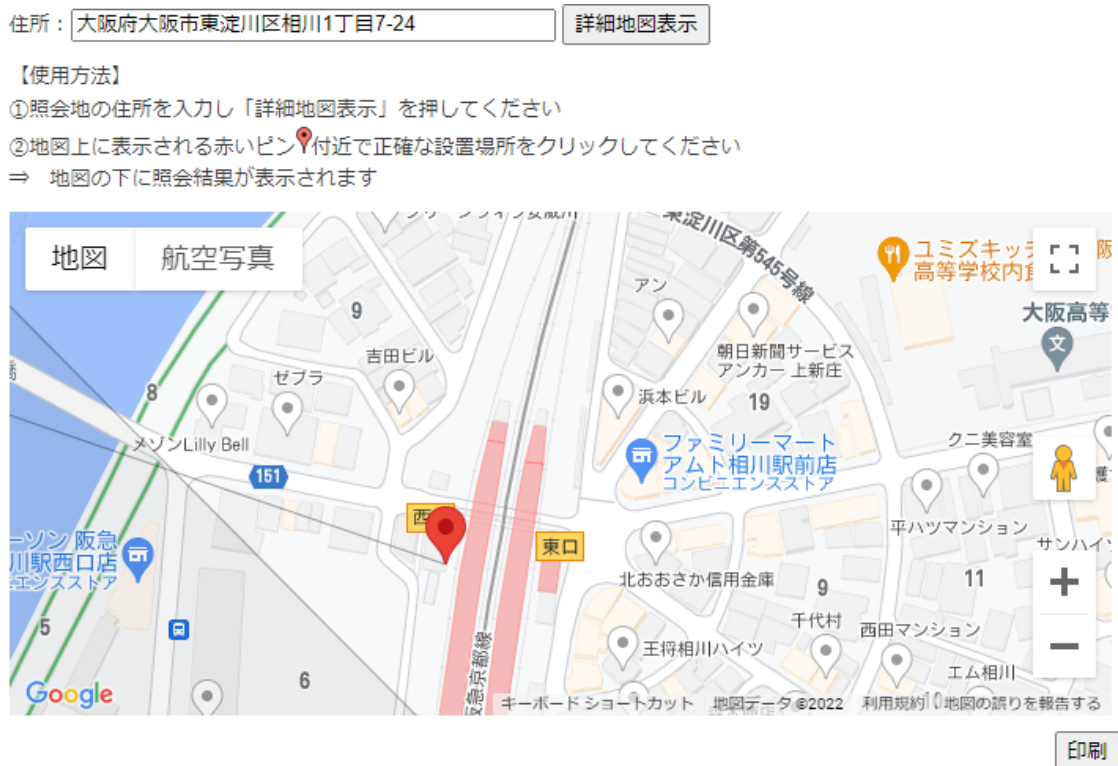 住所：大阪府大阪市東淀川区相川1丁目7-24 詳細地図表示
【使用方法】
①照会地の住所を入力し「詳細地図表示」を押してください
②地図上に表示される赤いピン付近で正確な設置場所をクリックしてください
⇒ 地図の下に照会結果が表示されます
地図 航空写真
東淀川区第545号線
ユミズキッ
高等学校内
阪
大阪高等
アン
9
吉田ビル
ゼブラ
朝日新聞サービス
アンカー 上新庄
8
浜本ビル
19
メゾンLilly Bell
151
ファミリーマート
アムト相川駅前店
コンビニエンスストア
クニ美容室
西
東口
平ハツマンション
サンハイツ
ーソン 阪急
川駅西口店
ニエンスストア
北おおさか信用金庫
9
11
5
千代村
西田マンション
王将相川ハイツ
エム相川
6
阪急京都線
Google
キーボード ショートカット 地図データ ©2022 利用規約 10 地図の誤りを報告する
印刷